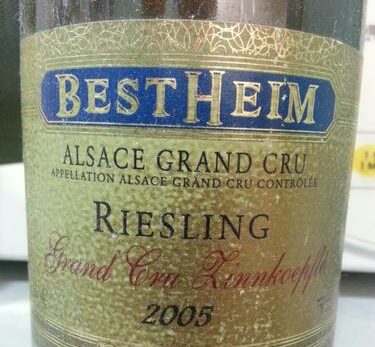 BESTHEIM
ALSACE GRAND CRU
APPELLATION ALSACE GRAND CRU CONTRÔLÉE
RIESLING
Grand Cru Zinnkoepflé
2005